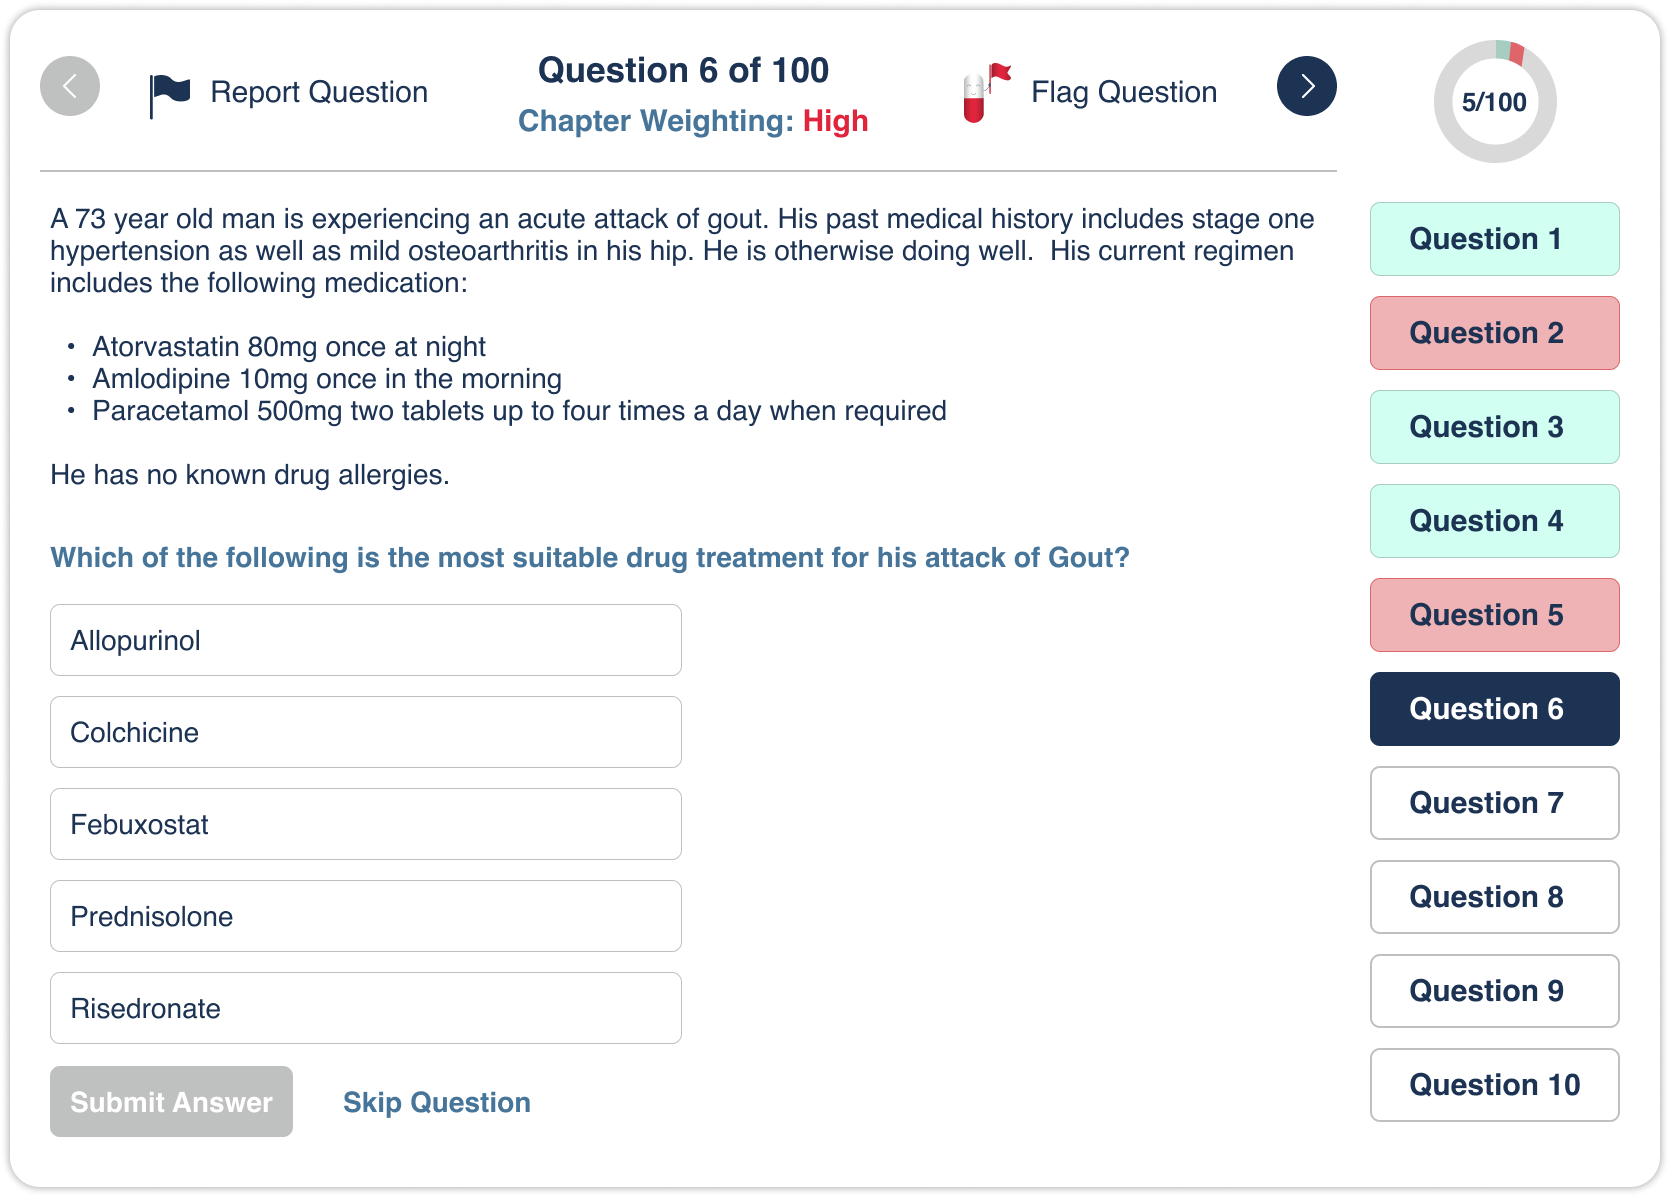 Report Question
Question 6 of 100
Chapter Weighting: High
Flag Question
5/100
A 73 year old man is experiencing an acute attack of gout. His past medical history includes stage one
hypertension as well as mild osteoarthritis in his hip. He is otherwise doing well.  His current regimen
includes the following medication:
• Atorvastatin 80mg once at night
• Amlodipine 10mg once in the morning
• Paracetamol 500mg two tablets up to four times a day when required
He has no known drug allergies.
Which of the following is the most suitable drug treatment for his attack of Gout?
Allopurinol
Colchicine
Febuxostat
Prednisolone
Risedronate
Submit Answer
Skip Question
Question 1
Question 2
Question 3
Question 4
Question 5
Question 6
Question 7
Question 8
Question 9
Question 10